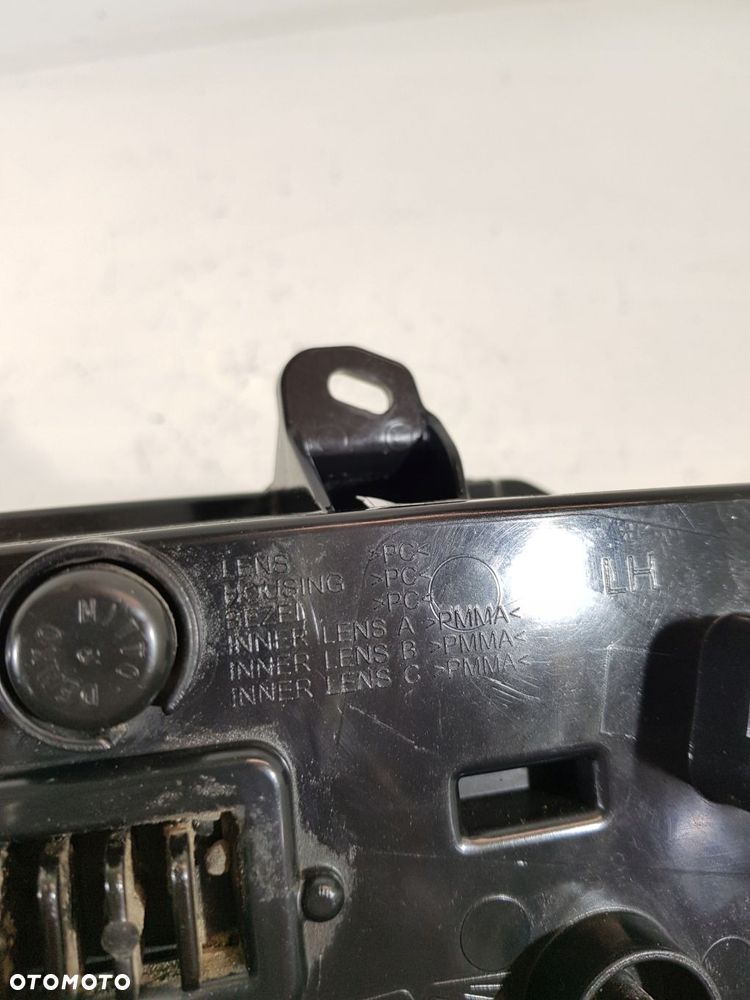 LENS >PC<
HOUSING >PC<
BEZEL >PC<
INNER LENS A >PMMA<
INNER LENS B >PMMA<
INNER LENS C >PMMA<
LH
OTOMOTO